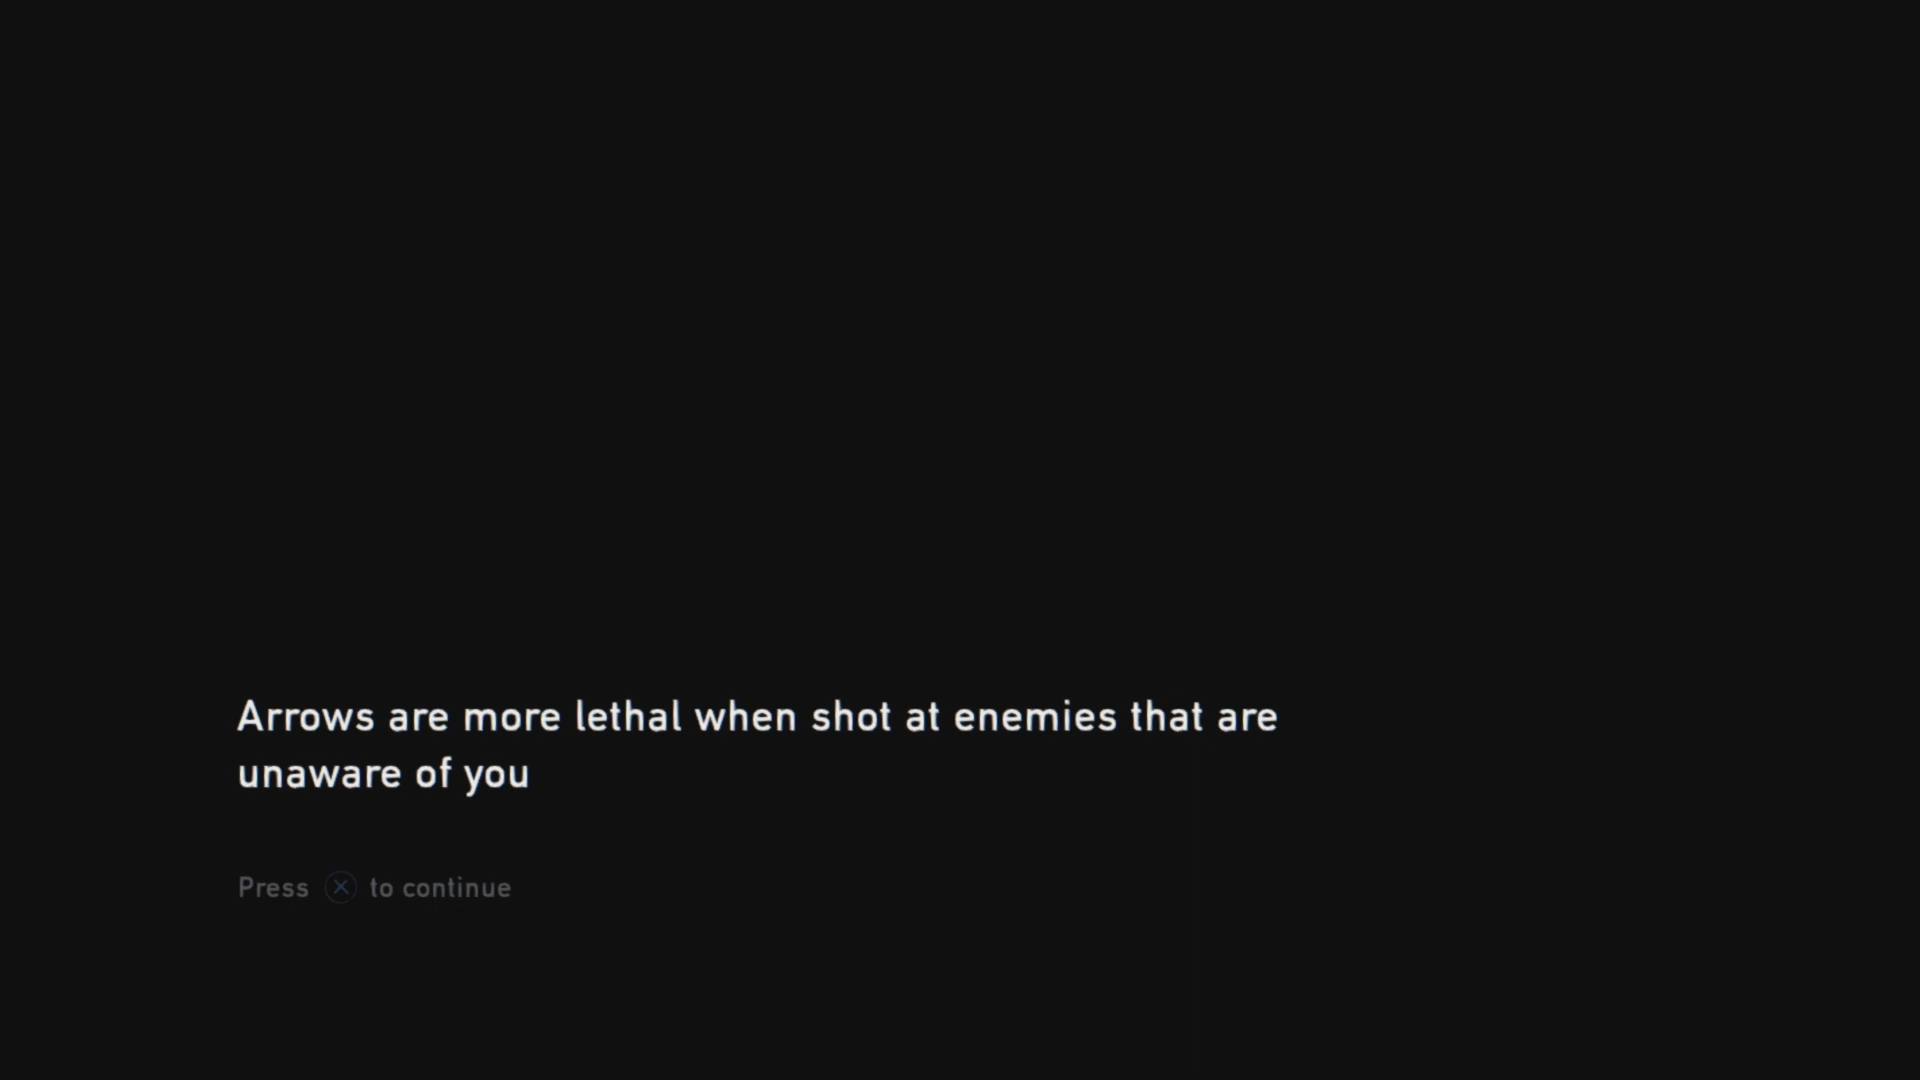 Arrows are more lethal when shot at enemies that are
unaware of you
Press ⓧ to continue